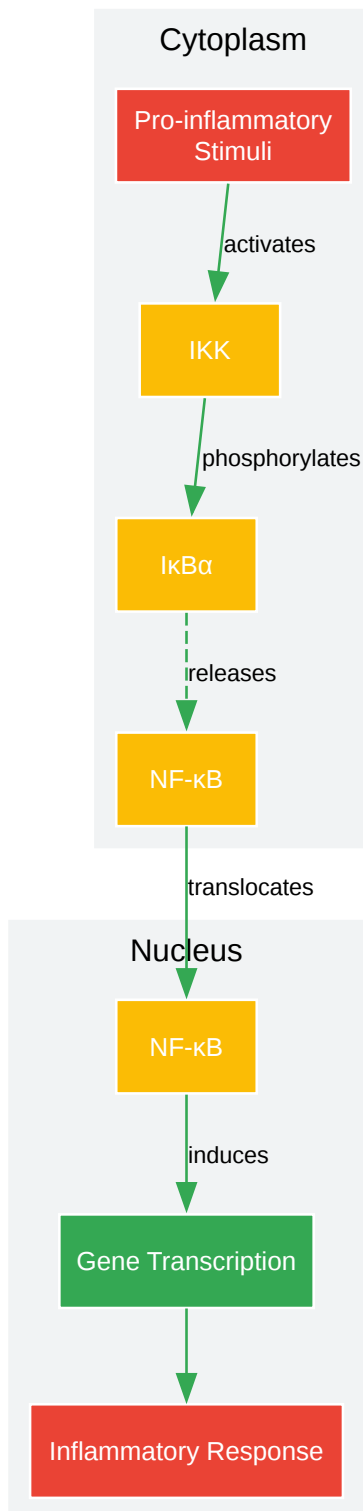 Cytoplasm
Pro-inflammatory
Stimuli
activates
IKK
phosphorylates
IκBα
releases
NF-κB
translocates
Nucleus
NF-κB
induces
Gene Transcription
Inflammatory Response